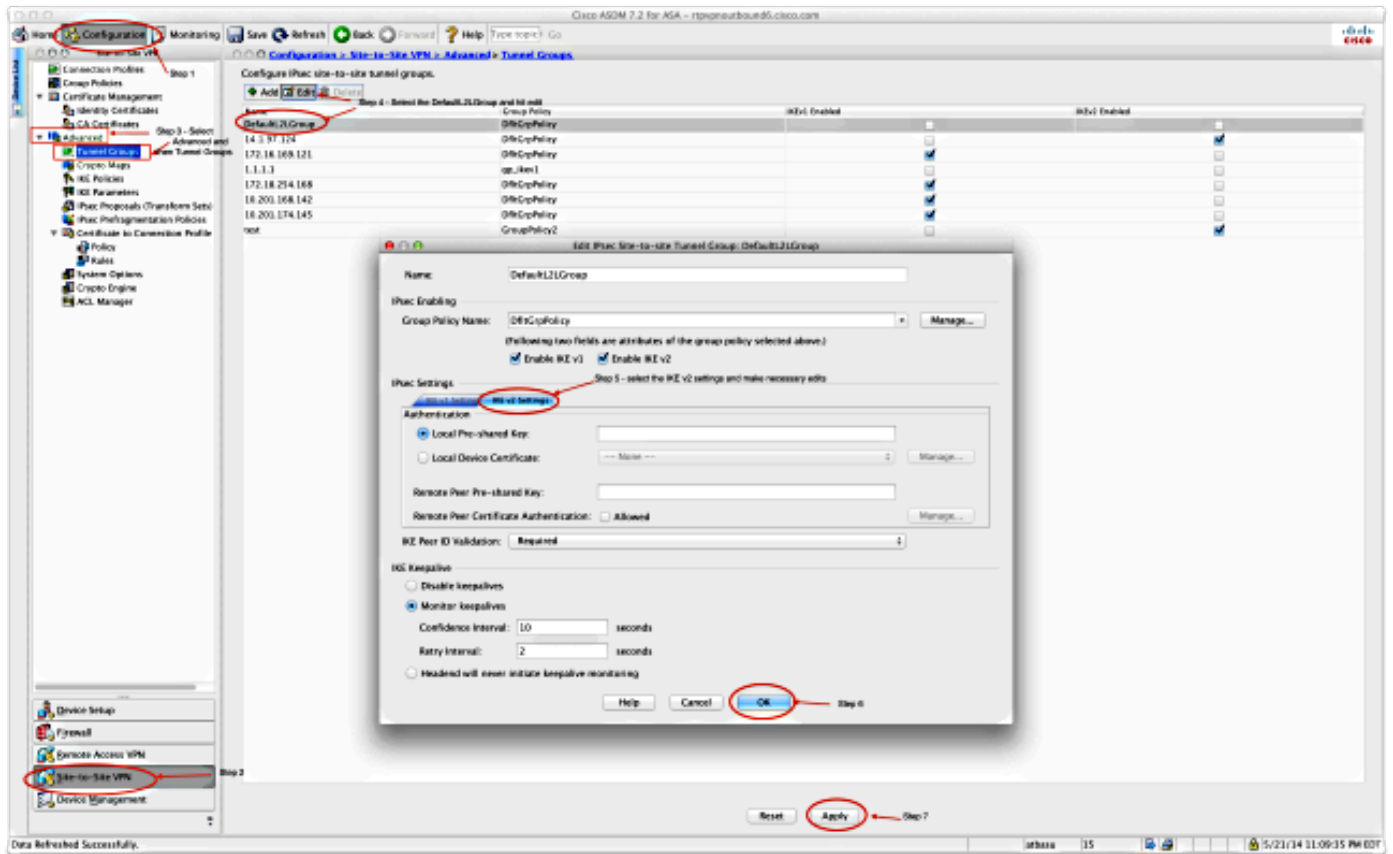 Cisco ASDM 7.2 for ASA - rtpvpnoutbound6.cisco.com
Home Configuration Monitoring Save Refresh Back Forward Help Type topic Go
cisco
Device List
Site-to-Site VPN
Step 1
Connection Profiles
Group Policies
Certificate Management
Identity Certificates
CA Certificates
Advanced
Step 3 - Select Advanced and then Tunnel Groups
Tunnel Groups
Crypto Maps
IKE Policies
IKE Parameters
IPsec Proposals (Transform Sets)
IPsec Prefragmentation Policies
Certificate to Connection Profile
Policy
Rules
System Options
Crypto Engine
ACL Manager
Device Setup
Firewall
Remote Access VPN
Site-to-Site VPN
Step 2
Device Management
Configuration > Site-to-Site VPN > Advanced > Tunnel Groups
Configure IPsec site-to-site tunnel groups.
Add Edit Delete
Step 4 - Select the DefaultL2LGroup and hit edit
Name Group Policy IKEv1 Enabled IKEv2 Enabled
DefaultL2LGroup DfltGrpPolicy
14.1.97.124 DfltGrpPolicy
172.16.169.121 DfltGrpPolicy
1.1.1.1 gp_ikev1
172.18.254.168 DfltGrpPolicy
10.201.168.142 DfltGrpPolicy
10.201.174.145 DfltGrpPolicy
test GroupPolicy2
Edit IPsec Site-to-site Tunnel Group: DefaultL2LGroup
Name: DefaultL2LGroup
IPsec Enabling
Group Policy Name: DfltGrpPolicy Manage...
(Following two fields are attributes of the group policy selected above.)
Enable IKE v1 Enable IKE v2
Step 5 - select the IKE v2 settings and make necessary edits
IPsec Settings
IKE v1 Settings IKE v2 Settings
Authentication
Local Pre-shared Key:
Local Device Certificate: -- None -- Manage...
Remote Peer Pre-shared Key:
Remote Peer Certificate Authentication: Allowed Manage...
IKE Peer ID Validation: Required
IKE Keepalive
Disable keepalives
Monitor keepalives
Confidence Interval: 10 seconds
Retry Interval: 2 seconds
Headend will never initiate keepalive monitoring
Help Cancel OK
Step 6
Reset Apply
Step 7
Data Refreshed Successfully.
15
5/21/14 11:09:35 PM EDT